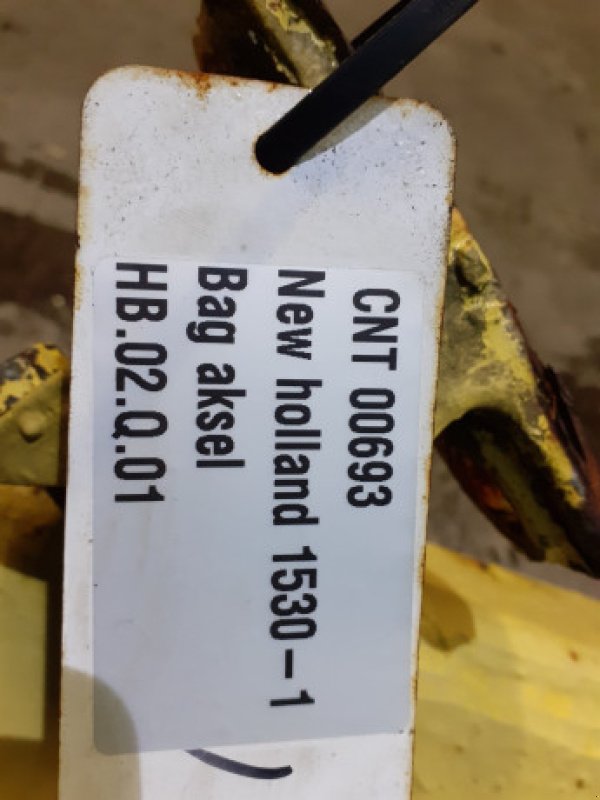 CNT 00693
New holland 1530-1
Bag aksel
HB.02.Q.01